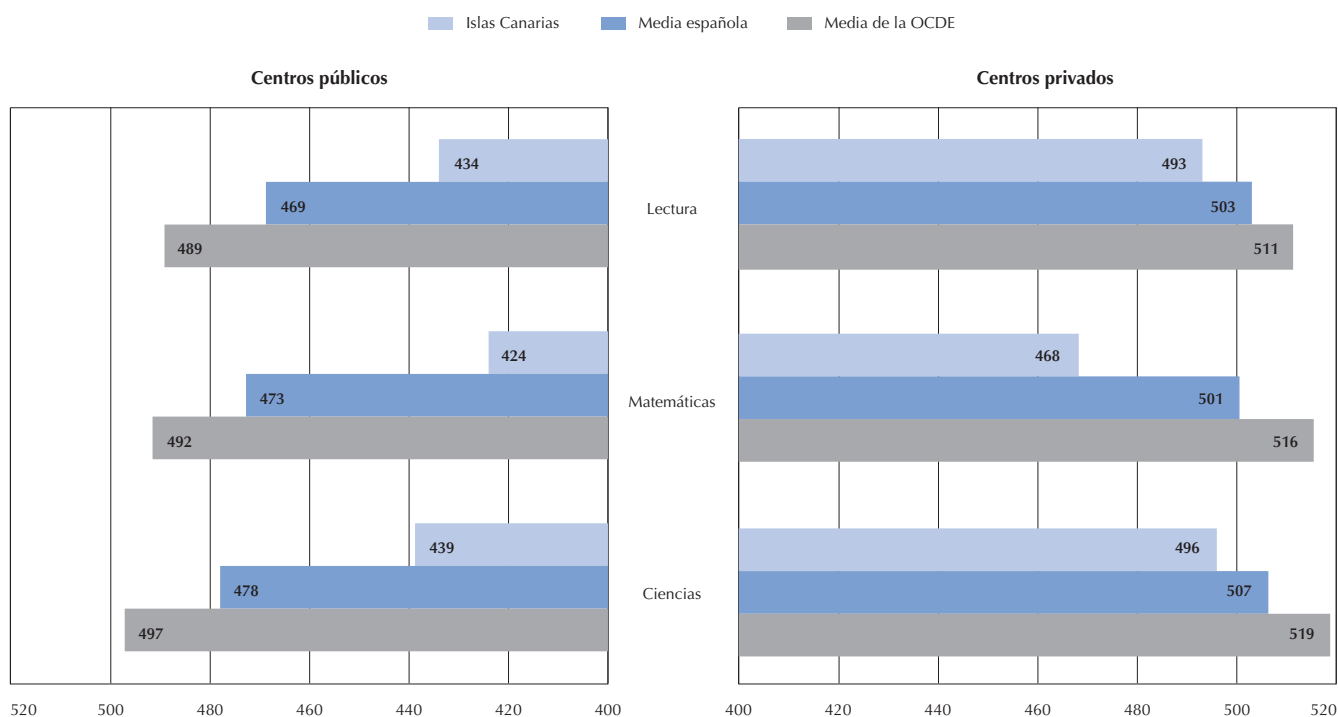 Islas Canarias Media española Media de la OCDE
Centros públicos Centros privados
434 493
469 Lectura 503
489 511
424 468
473 Matemáticas 501
492 516
439 496
478 Ciencias 507
497 519
520 500 480 460 440 420 400 400 420 440 460 480 500 520